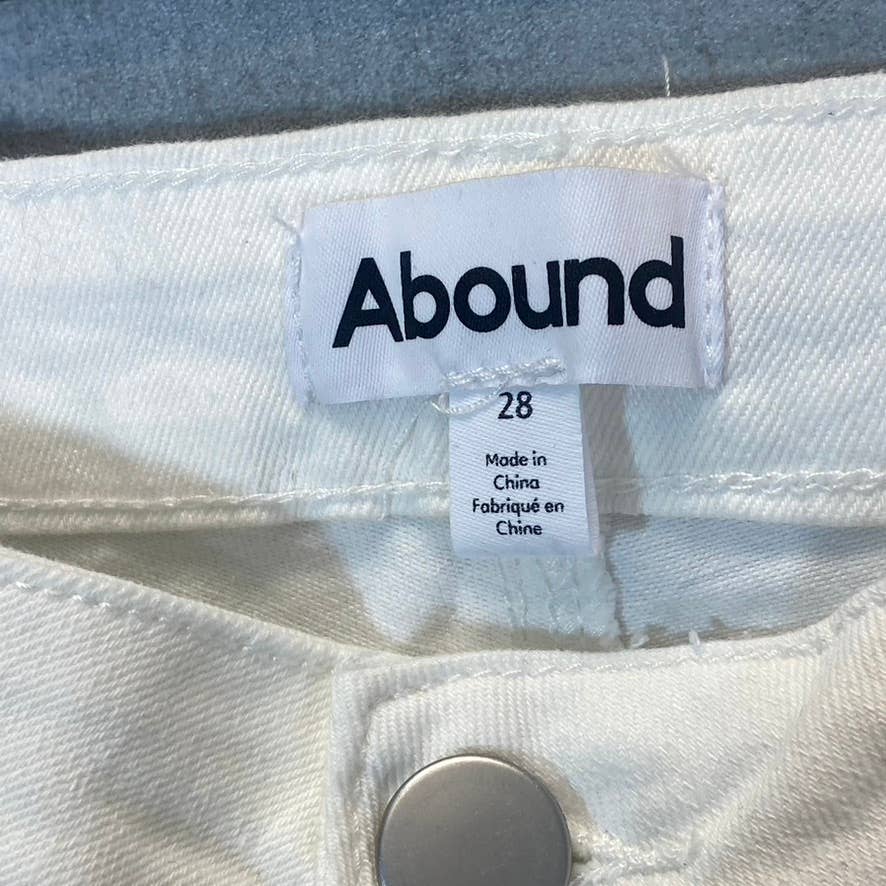 Abound
28
Made in
China
Fabriqué en
Chine